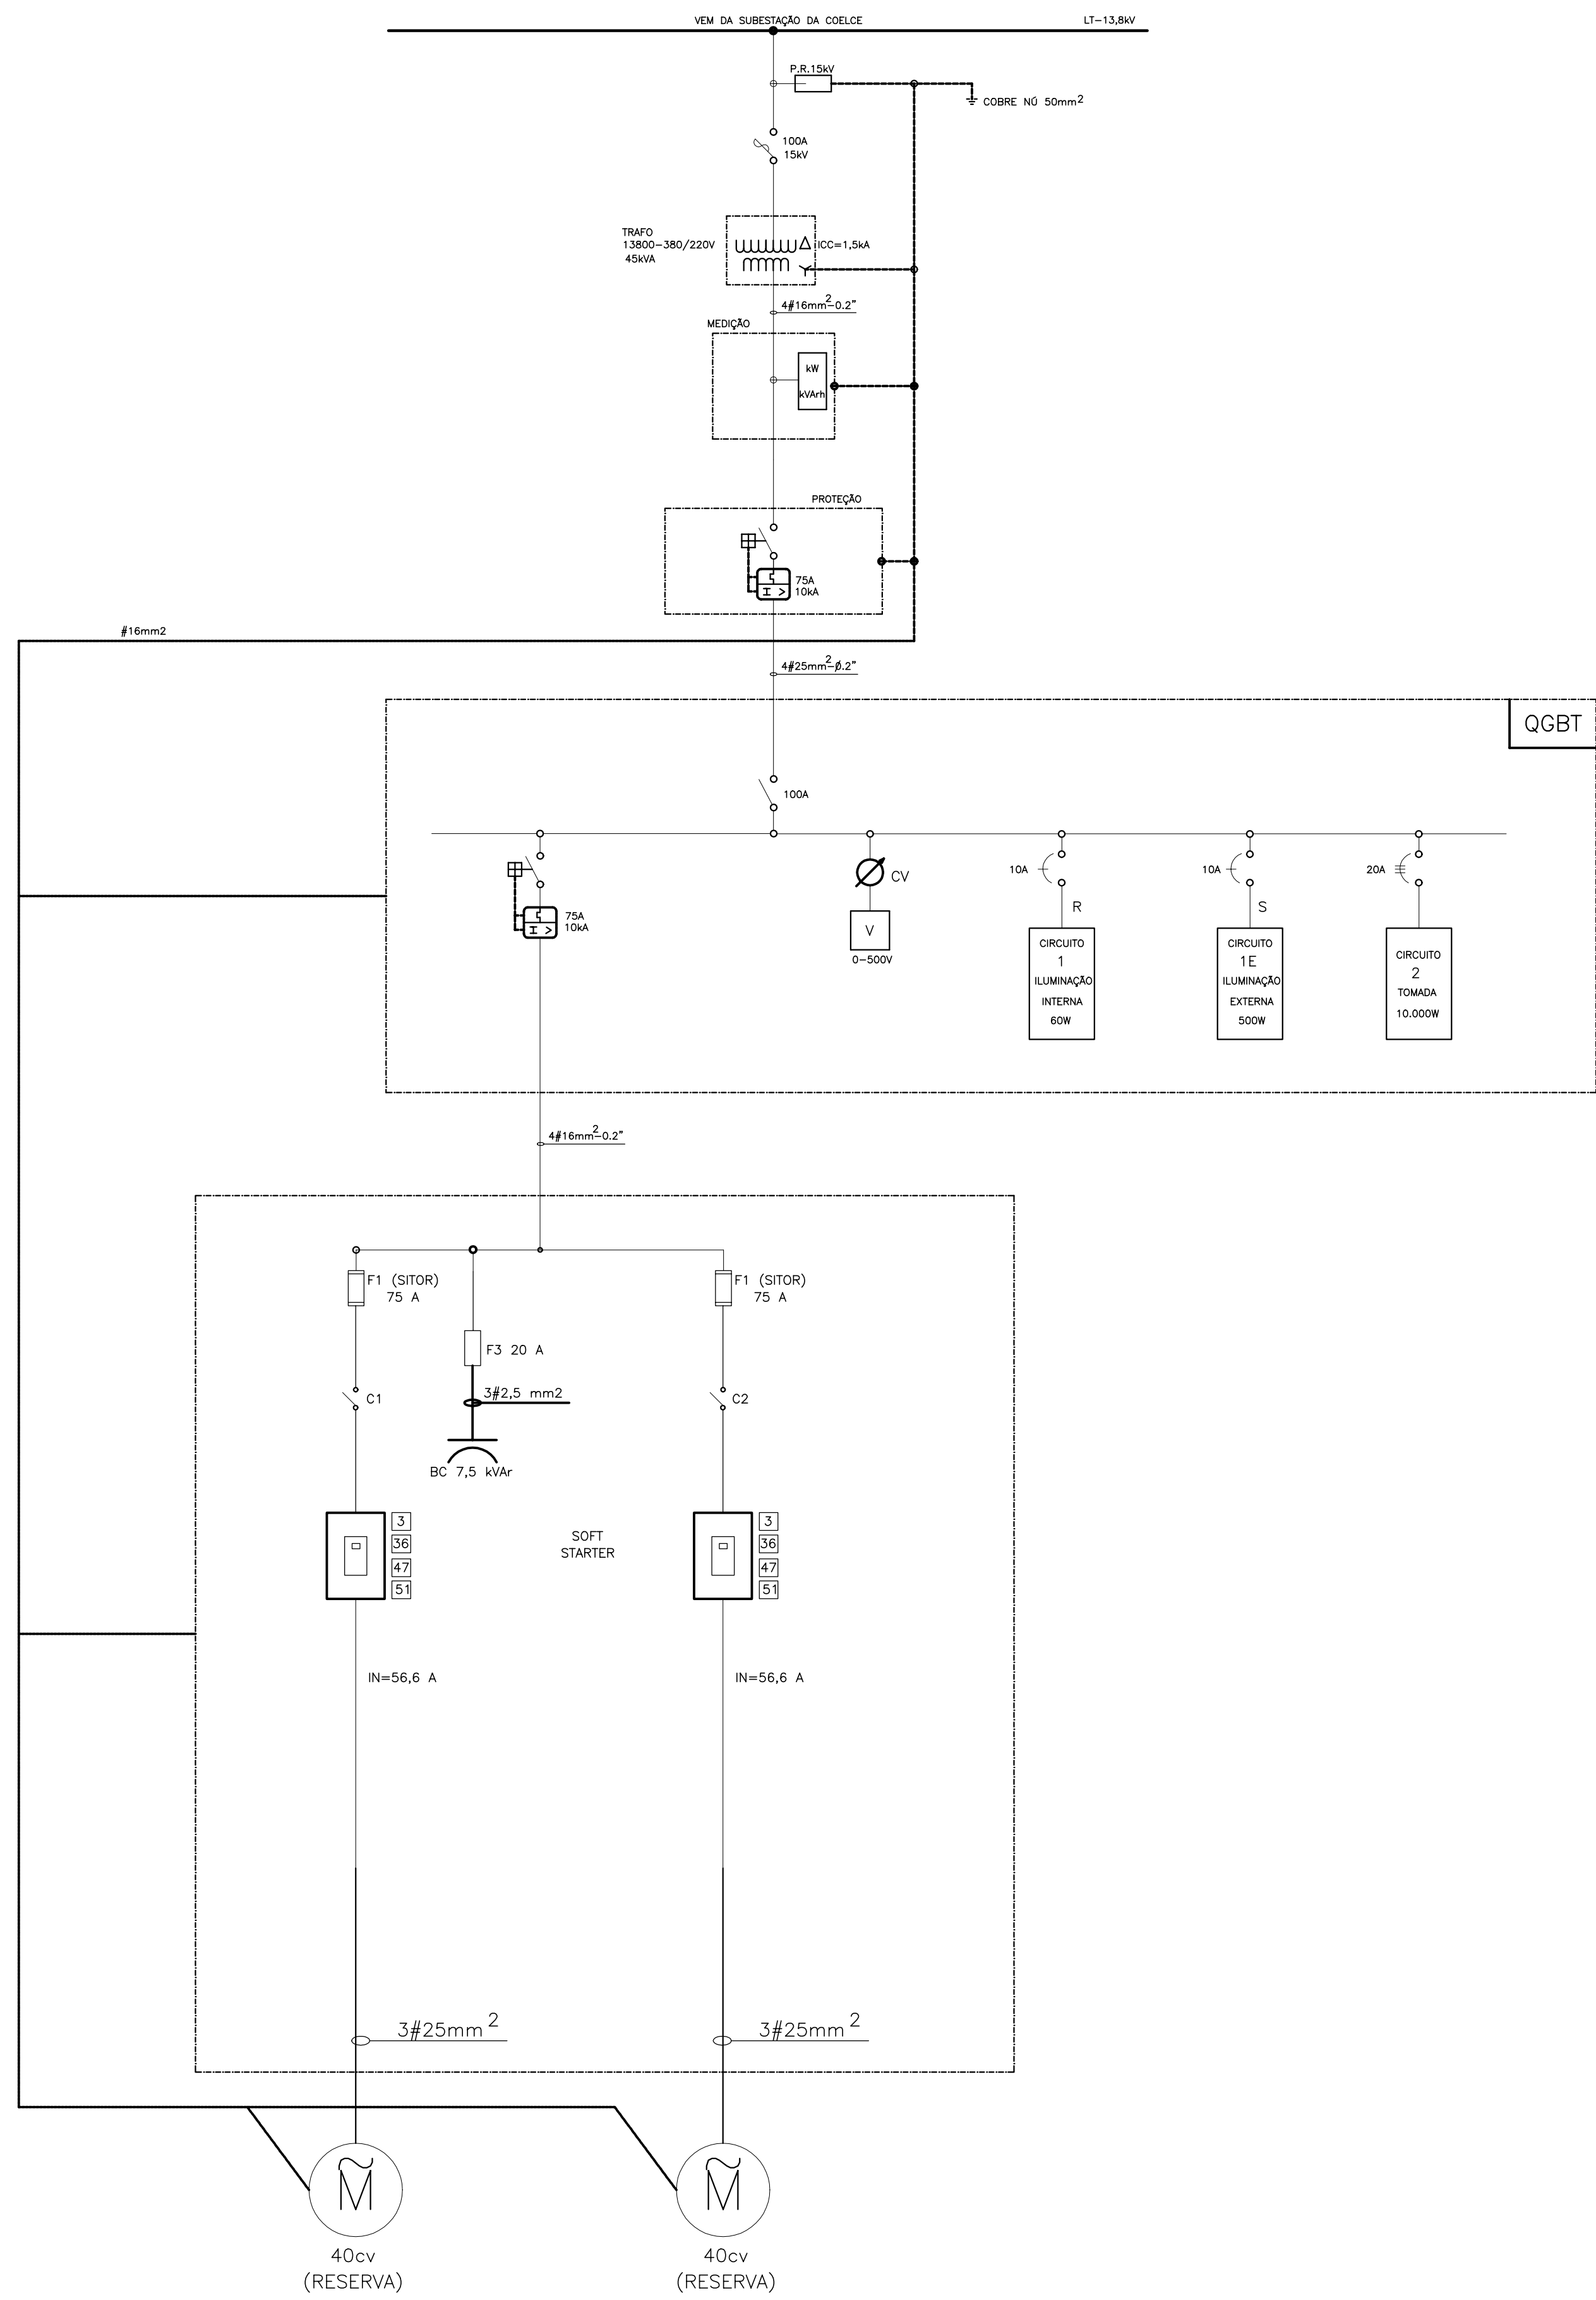 VEM DA SUBESTAÇÃO DA COELCE
LT-13,8kV
P.R.15kV
COBRE NÚ 50mm2
100A
15kV
TRAFO
13800-380/220V
45kVA
ICC=1,5kA
4#16mm2-0.2"
MEDIÇÃO
kW
kVArh
PROTEÇÃO
75A
10kA
I >
#16mm2
4#25mm2-Ø.2"
QGBT
100A
75A
10kA
I >
CV
V
0-500V
10A
R
CIRCUITO
1
ILUMINAÇÃO
INTERNA
60W
10A
S
CIRCUITO
1E
ILUMINAÇÃO
EXTERNA
500W
20A
CIRCUITO
2
TOMADA
10.000W
4#16mm2-0.2"
F1 (SITOR)
75 A
F3 20 A
3#2,5 mm2
BC 7,5 kVAr
F1 (SITOR)
75 A
C1
C2
3
36
47
51
SOFT
STARTER
3
36
47
51
IN=56,6 A
IN=56,6 A
3#25mm2
3#25mm2
M
40cv
(RESERVA)
M
40cv
(RESERVA)